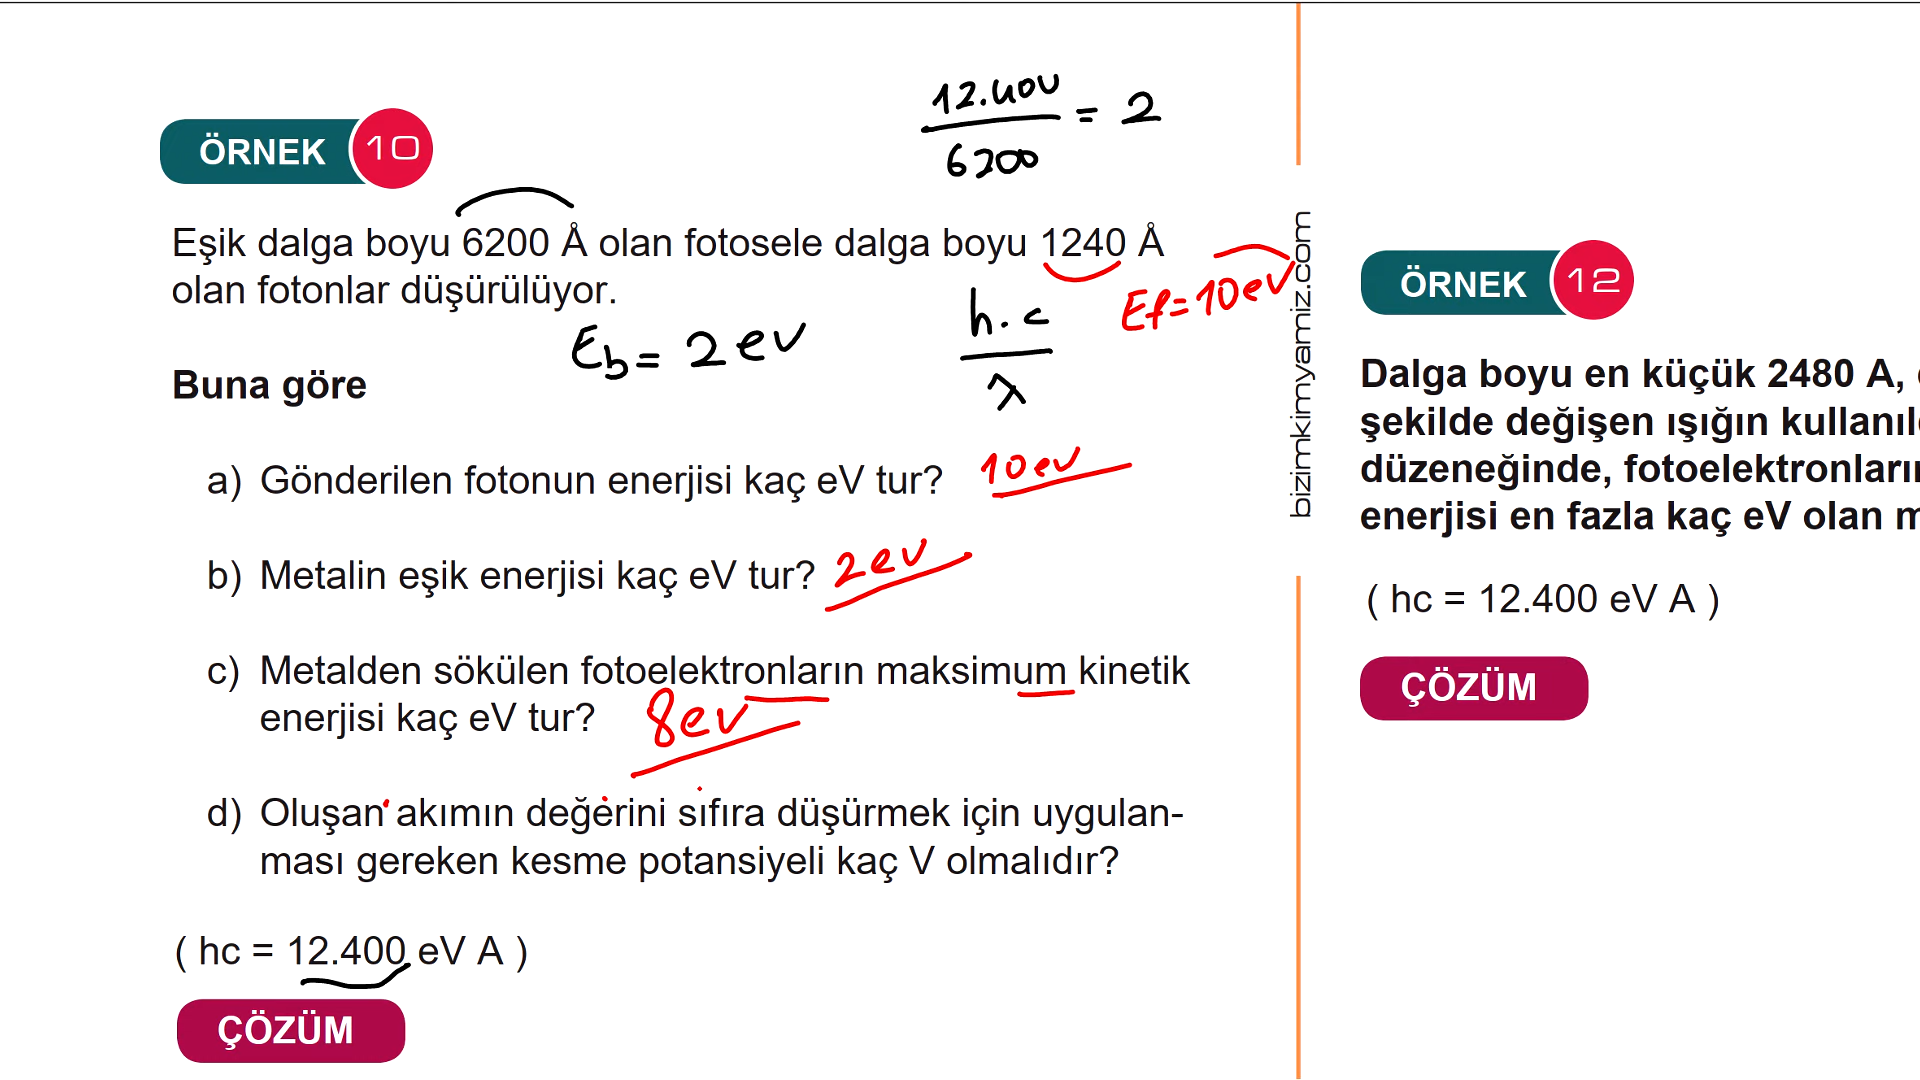 12.400
= 2
6200
ÖRNEK 10
Eşik dalga boyu 6200 Å olan fotosele dalga boyu 1240 Å
olan fotonlar düşürülüyor.
Ef=10ev
Eb= 2ev
h.c
λ
Buna göre
a) Gönderilen fotonun enerjisi kaç eV tur? 10ev
b) Metalin eşik enerjisi kaç eV tur? 2ev
c) Metalden sökülen fotoelektronların maksimum kinetik
enerjisi kaç eV tur? 8ev
d) Oluşan akımın değerini sıfıra düşürmek için uygulan-
ması gereken kesme potansiyeli kaç V olmalıdır?
( hc = 12.400 eV A )
ÇÖZÜM
bizimkimyamiz.com
ÖRNEK 12
Dalga boyu en küçük 2480 A,
şekilde değişen ışığın
düzeneğinde,
enerjisi en fazla kaç eV olan
( hc = 12.400 eV A )
ÇÖZÜM